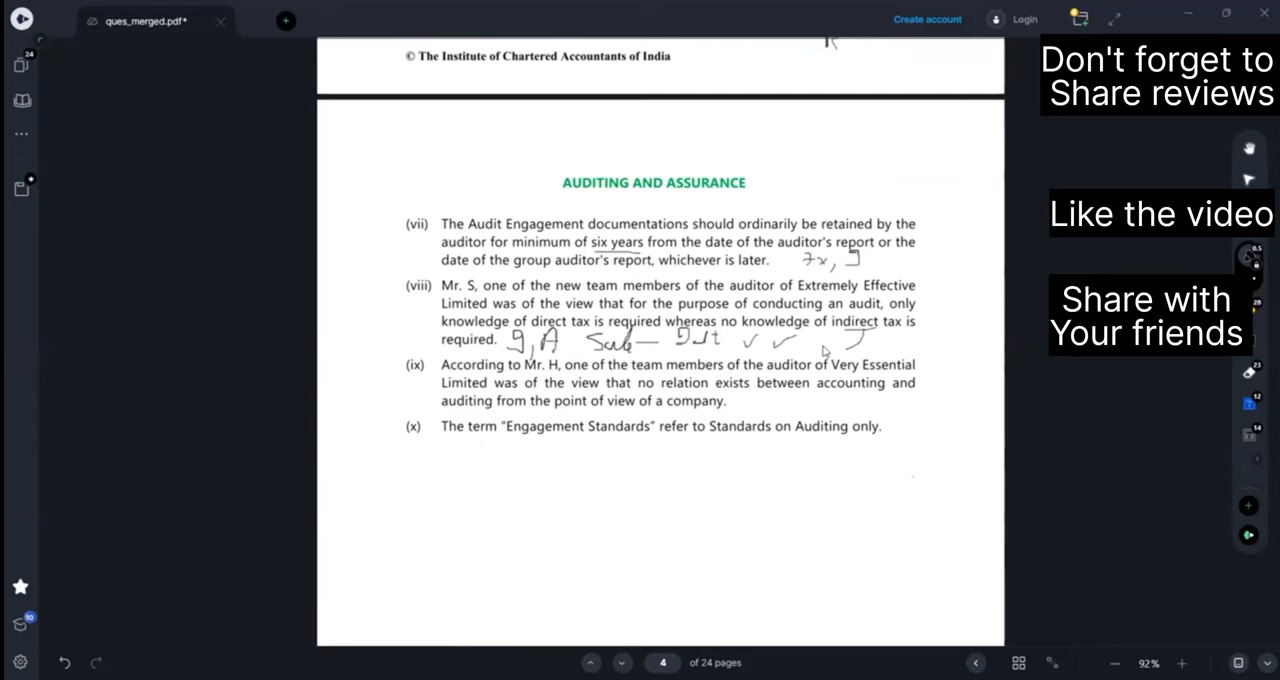 ques_merged.pdf*
Create account
Login
24
© The Institute of Chartered Accountants of India
Don't forget to
Share reviews
AUDITING AND ASSURANCE
(vii) The Audit Engagement documentations should ordinarily be retained by the
auditor for minimum of six years from the date of the auditor's report or the
date of the group auditor's report, whichever is later.
(viii) Mr. S, one of the new team members of the auditor of Extremely Effective
Limited was of the view that for the purpose of conducting an audit, only
knowledge of direct tax is required whereas no knowledge of indirect tax is
required.
(ix) According to Mr. H, one of the team members of the auditor of Very Essential
Limited was of the view that no relation exists between accounting and
auditing from the point of view of a company.
(x) The term "Engagement Standards" refer to Standards on Auditing only.
Like the video
Share with
Your friends
0.5
28
23
12
14
10
4 of 24 pages
92%